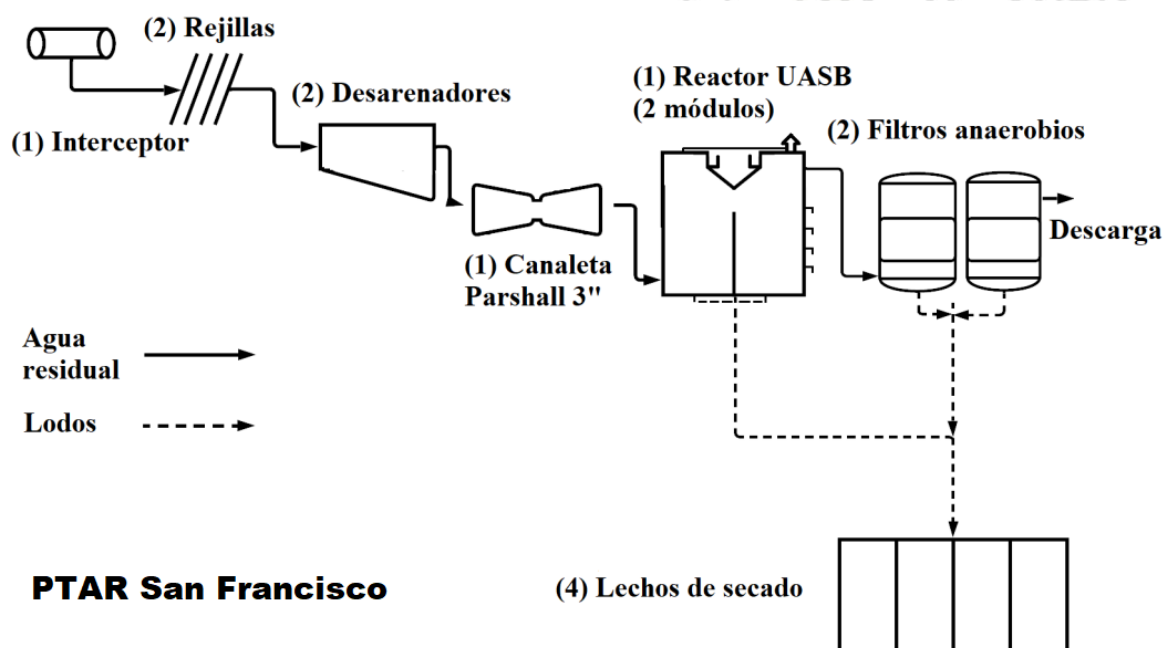 (2) Rejillas
(1) Interceptor
(2) Desarenadores
(1) Canaleta
Parshall 3"
(1) Reactor UASB
(2 módulos)
(2) Filtros anaerobios
Descarga
Agua
residual
Lodos
PTAR San Francisco
(4) Lechos de secado